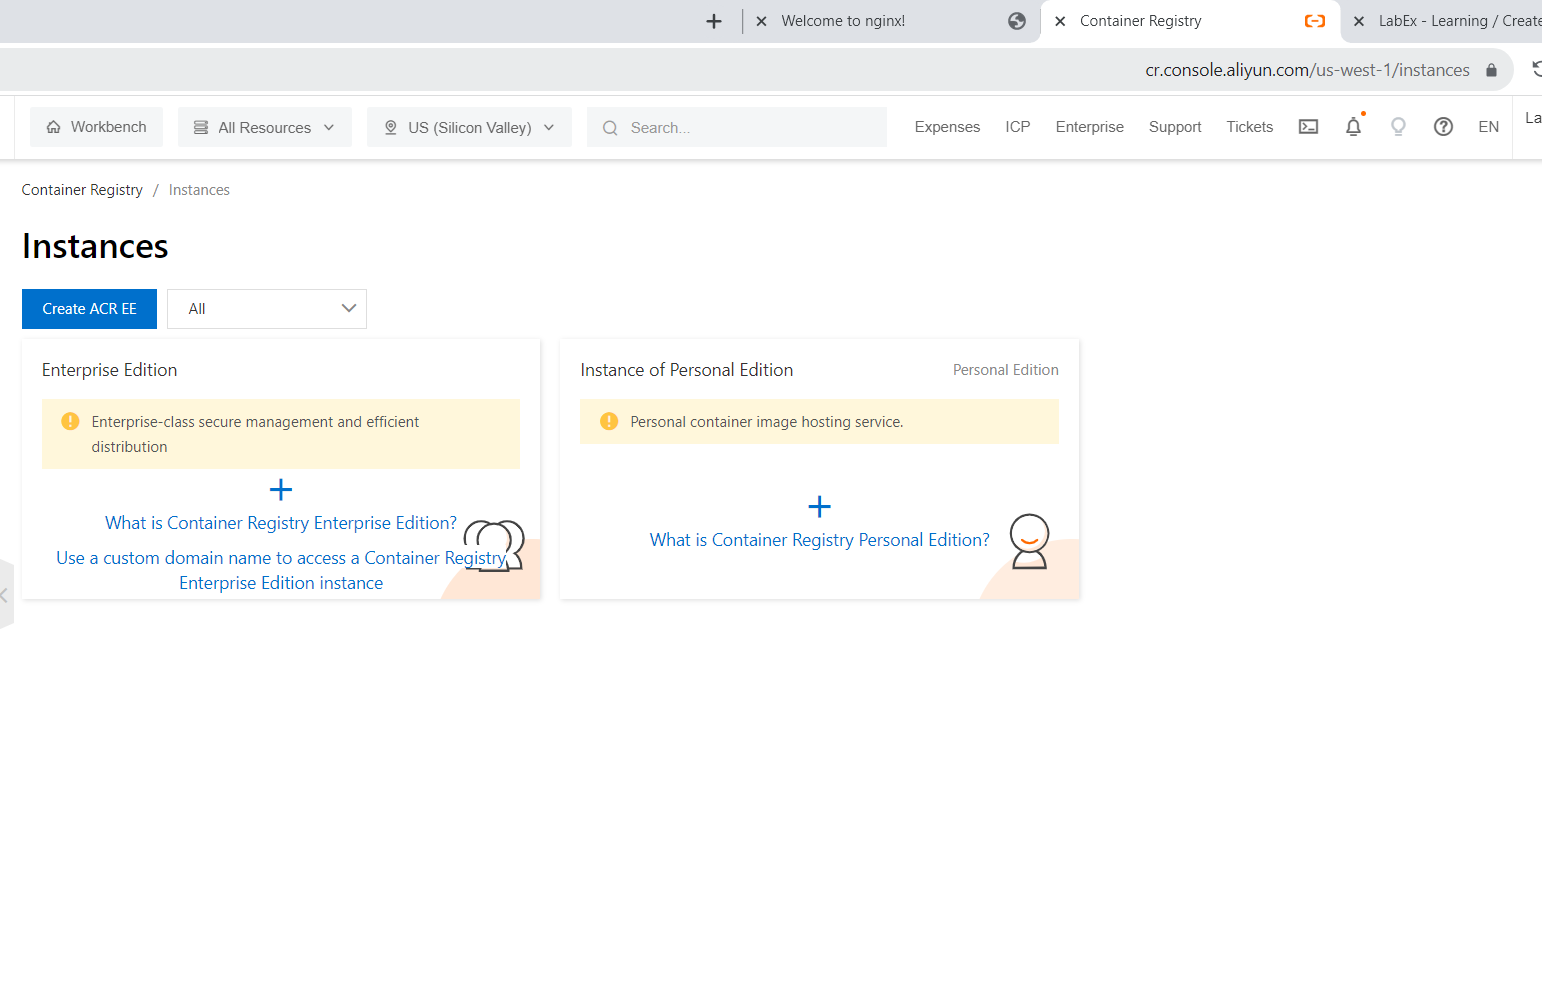 Welcome to nginx!
Container Registry
LabEx - Learning / Create
cr.console.aliyun.com/us-west-1/instances
Workbench
All Resources
US (Silicon Valley)
Search...
Expenses
ICP
Enterprise
Support
Tickets
EN
La
Container Registry / Instances
Instances
Create ACR EE
All
Enterprise Edition
Enterprise-class secure management and efficient
distribution
What is Container Registry Enterprise Edition?
Use a custom domain name to access a Container Registry
Enterprise Edition instance
Instance of Personal Edition
Personal Edition
Personal container image hosting service.
What is Container Registry Personal Edition?